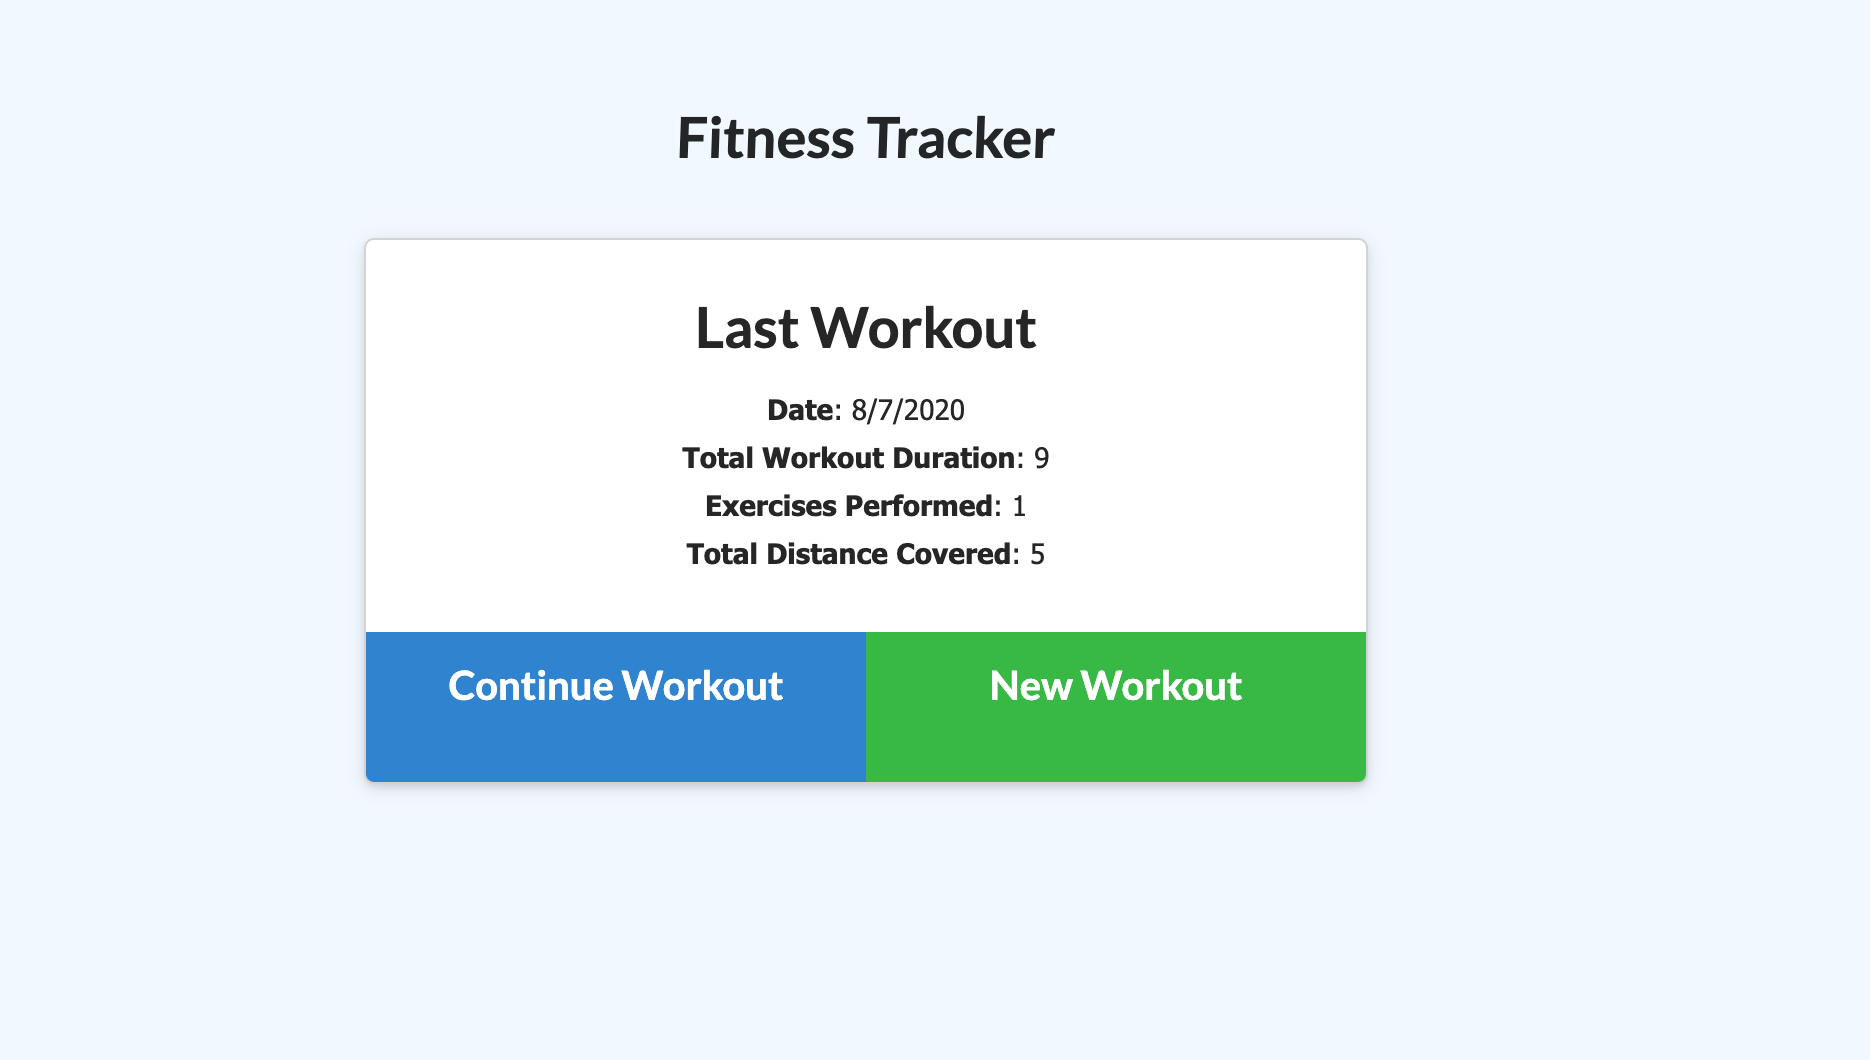 Fitness Tracker
Last Workout
Date: 8/7/2020
Total Workout Duration: 9
Exercises Performed: 1
Total Distance Covered: 5
Continue Workout
New Workout